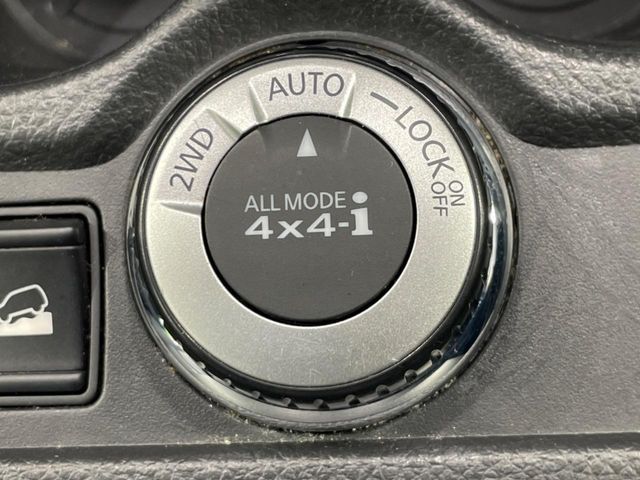 2WD
AUTO
LOCK
ON
OFF
ALL MODE
4x4-i